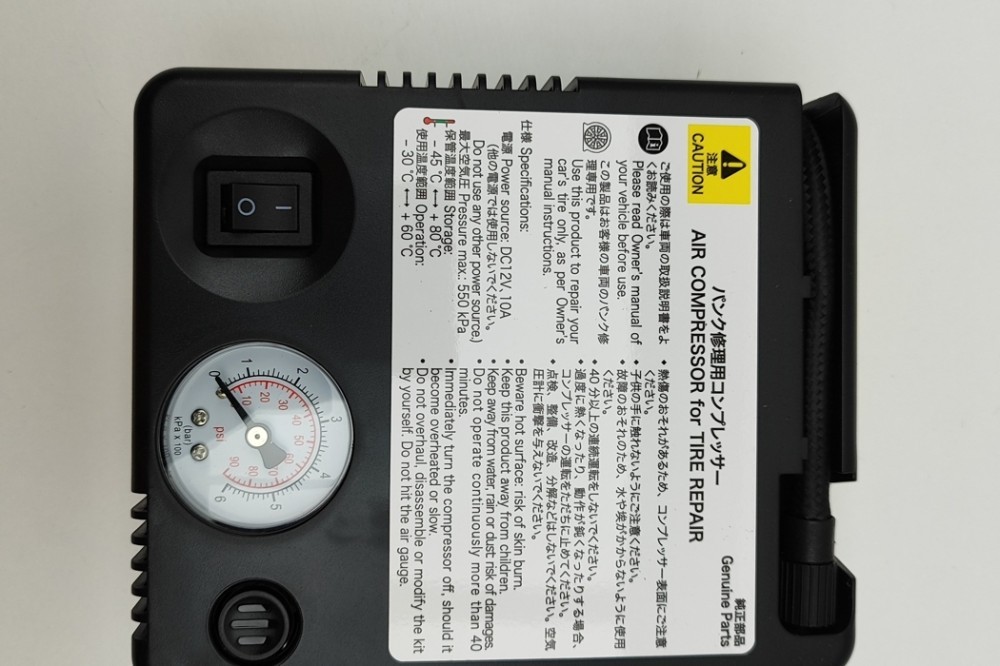 純正部品
Genuine Parts
パンク修理用コンプレッサー
AIR COMPRESSOR for TIRE REPAIR
注意
CAUTION
ご使用の際は車両の取扱説明書をよ
くお読みください。
Please read Owner's manual of
your vehicle before use.
この製品はお客様の車両のパンク修
理専用です。
Use this product to repair your
car's tire only, as per Owner's
manual instructions.
仕様 Specifications:
電源 Power source: DC12V, 10A
(他の電源では使用しないでください。
Do not use any other power source.)
最大空気圧 Pressure max.: 550 kPa
保管温度範囲 Storage:
－45℃ ⟷ ＋80℃
使用温度範囲 Operation:
－30℃ ⟷ ＋60℃
• 熱傷のおそれがあるため、コンプレッサー表面にご注意
ください。
• 子供の手に触れないようにご注意ください。
• 故障のおそれのため、水や埃がかからないように使用
ください。
• 40分以上の連続運転をしないでください。
• 過度に熱くなったり、動作が鈍くなったりする場合、
コンプレッサーの運転をただちに止めてください。
• 点検、整備、改造、分解などはしないでください。空気
圧計に衝撃を与えないでください。
• Beware hot surface: risk of skin burn.
• Keep this product away from children.
• Keep away from water, rain or dust risk of damages.
• Do not operate continuously more than 40
minutes.
• Immediately turn the compressor off, should it
become overheated or slow.
• Do not overhaul, disassemble or modify the kit
by yourself. Do not hit the air gauge.
O I
0 1 2 3 4 5 6
10 20 30 40 50 60 70 80 90
psi
(bar)
kPa x 100